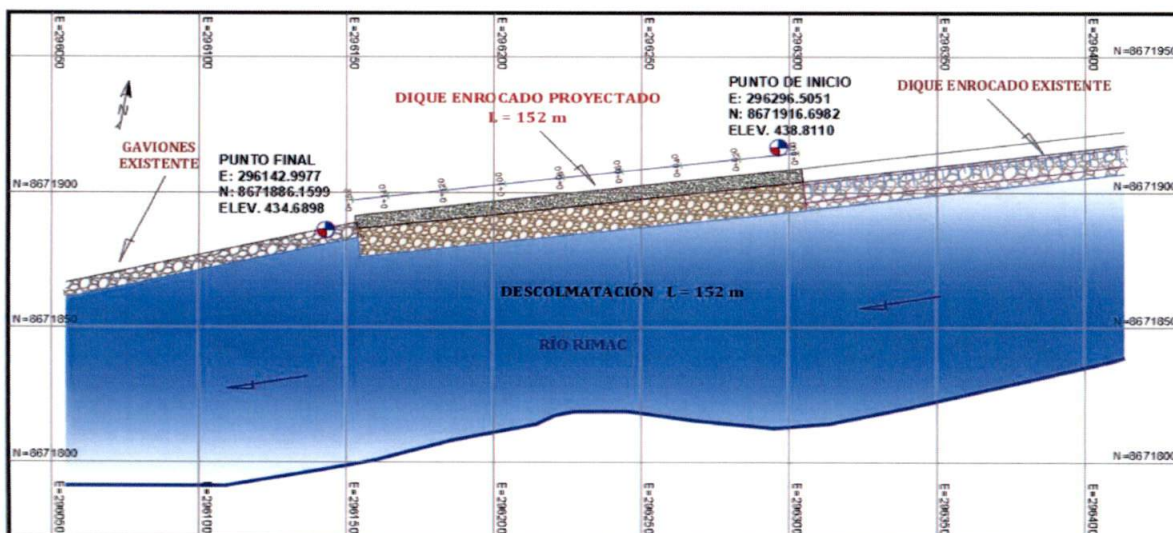 E=296050
E=296100
E=296150
E=296200
E=296250
E=296300
E=296350
E=296400
N=8671950
N=8671950
PUNTO DE INICIO
E: 296296.5051
N: 8671916.6982
ELEV. 438.8110
DIQUE ENROCADO EXISTENTE
DIQUE ENROCADO PROYECTADO
L = 152 m
GAVIONES
EXISTENTE
PUNTO FINAL
E: 296142.9977
N: 8671886.1599
ELEV. 434.6898
N=8671900
N=8671900
DESCOLMATACIÓN L = 152 m
RIO RIMAC
N=8671850
N=8671850
N=8671800
N=8671800
E=296050
E=296100
E=296150
E=296200
E=296250
E=296300
E=296350
E=296400